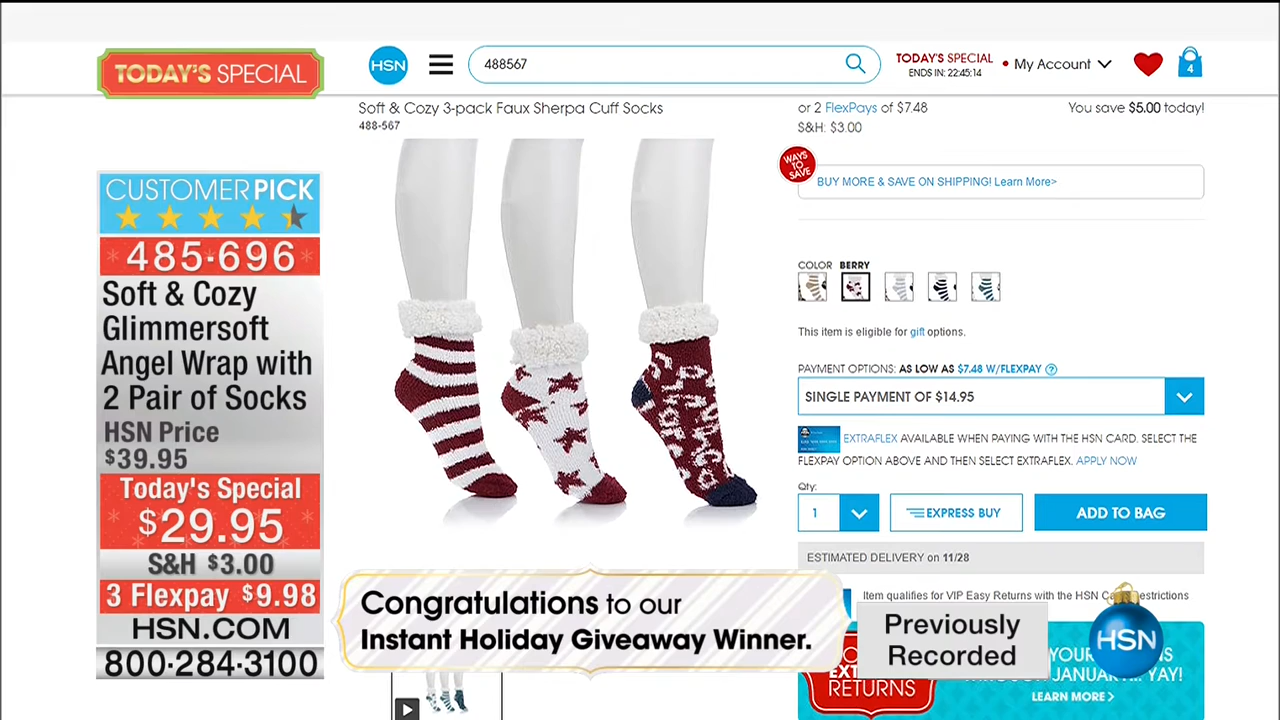 TODAY'S SPECIAL
HSN
488567
TODAY'S SPECIAL
ENDS IN: 22:45:14
My Account
4
Soft & Cozy 3-pack Faux Sherpa Cuff Socks
488-567
or 2 FlexPays of $7.48
You save $5.00 today!
S&H: $3.00
WAYS
TO
SAVE
BUY MORE & SAVE ON SHIPPING! Learn More>
COLOR BERRY
This item is eligible for gift options.
PAYMENT OPTIONS: AS LOW AS $7.48 W/FLEXPAY ?
SINGLE PAYMENT OF $14.95
EXTRAFLEX AVAILABLE WHEN PAYING WITH THE HSN CARD. SELECT THE
FLEXPAY OPTION ABOVE AND THEN SELECT EXTRAFLEX. APPLY NOW
Qty:
1
EXPRESS BUY
ADD TO BAG
ESTIMATED DELIVERY on 11/28
Item qualifies for VIP Easy Returns with the HSN
CUSTOMER PICK
485-696
Soft & Cozy
Glimmersoft
Angel Wrap with
2 Pair of Socks
HSN Price
$39.95
Today's Special
$29.95
S&H $3.00
3 Flexpay $9.98
HSN.COM
800-284-3100
Congratulations to our
Instant Holiday Giveaway Winner.
Previously
Recorded
HSN
RETURNS
YAY!
LEARN MORE >